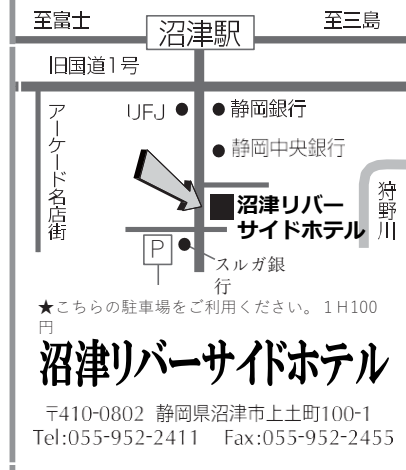 至富士
沼津駅
至三島
旧国道1号
アーケード名店街
UFJ
静岡銀行
静岡中央銀行
沼津リバー
サイドホテル
狩野川
P
スルガ銀
行
★こちらの駐車場をご利用ください。1H100
円
沼津リバーサイドホテル
〒410-0802 静岡県沼津市上土町100-1
Tel:055-952-2411 Fax:055-952-2455